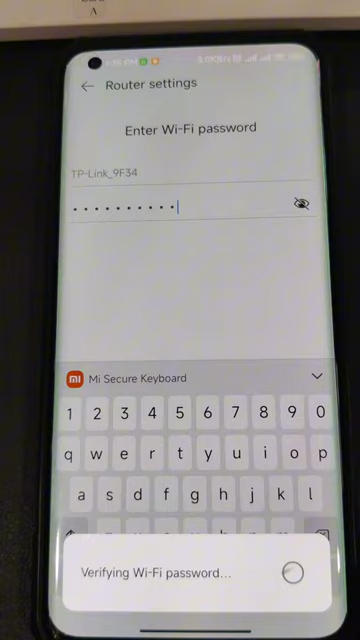 Router settings
Enter Wi-Fi password
TP-Link_9F34
••••••••••
Mi Secure Keyboard
1 2 3 4 5 6 7 8 9 0
q w e r t y u i o p
a s d f g h j k l
Verifying Wi-Fi password...